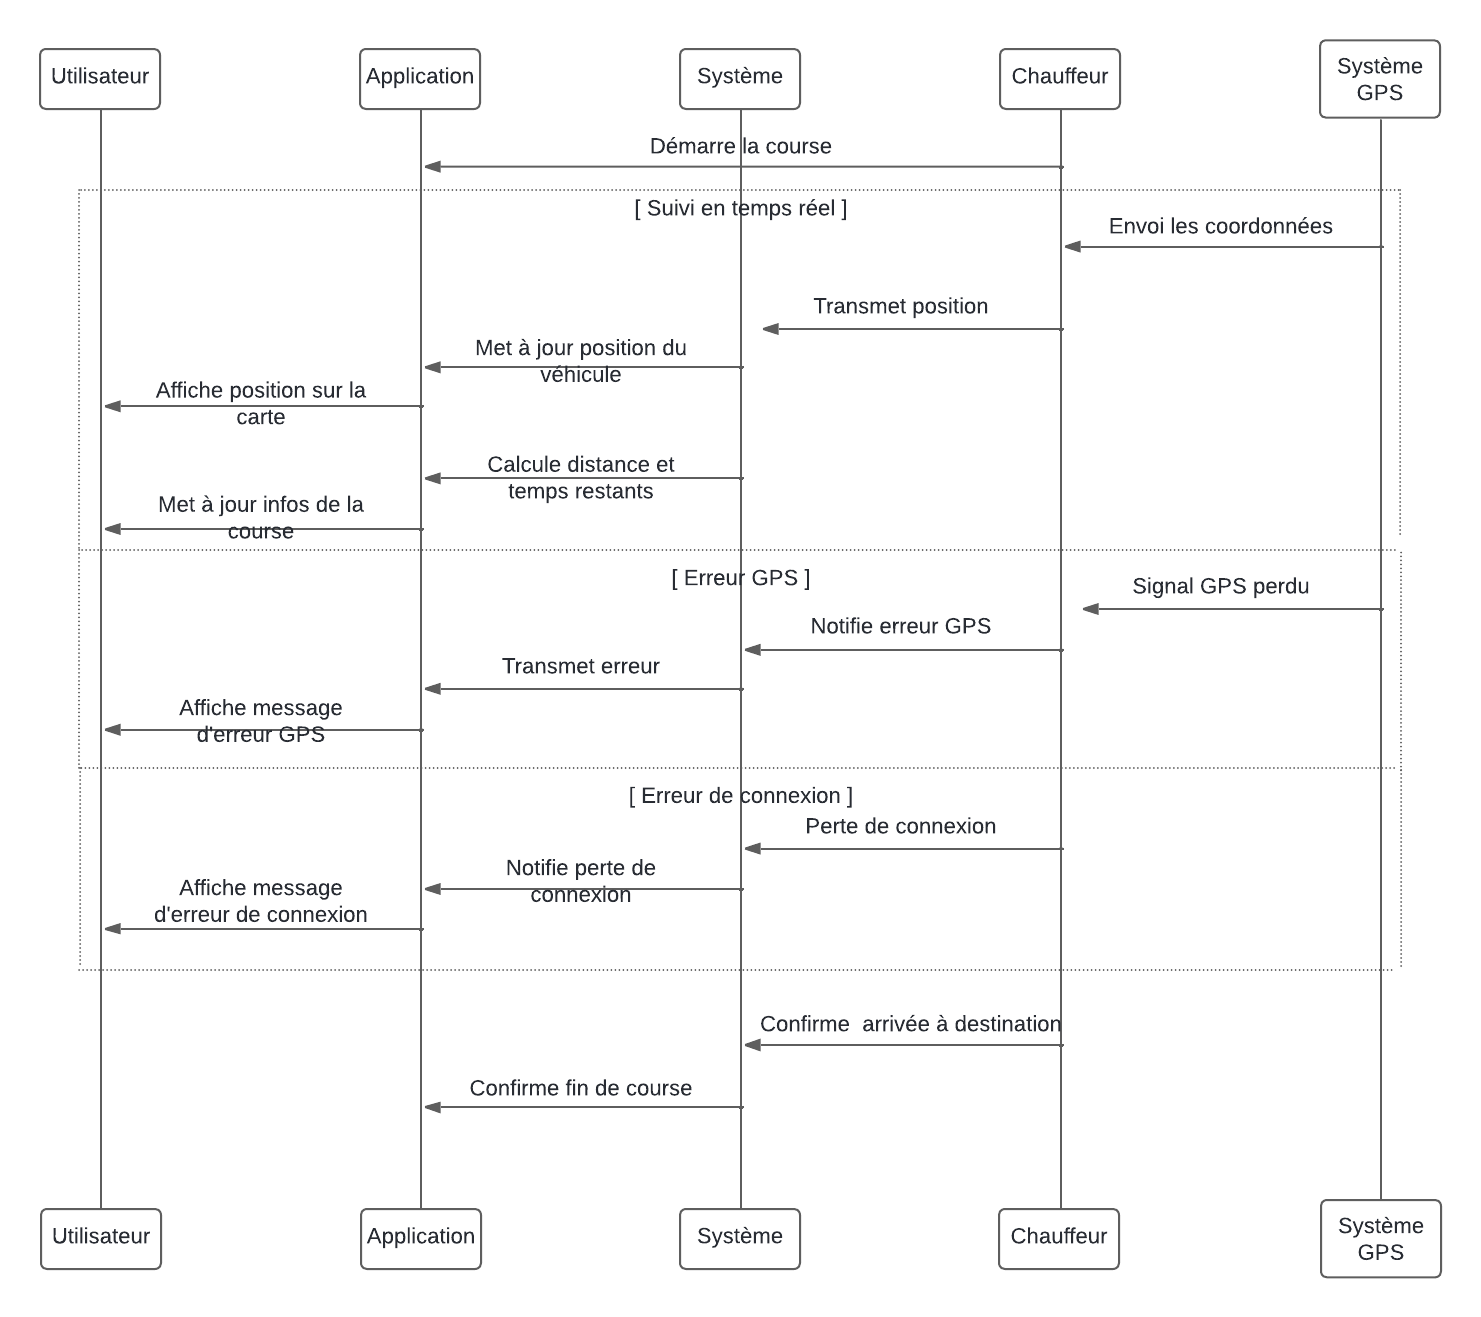 Utilisateur
Application
Système
Chauffeur
Système
GPS
Démarre la course
[ Suivi en temps réel ]
Envoi les coordonnées
Transmet position
Met à jour position du
véhicule
Affiche position sur la
carte
Calcule distance et
temps restants
Met à jour infos de la
course
[ Erreur GPS ]
Signal GPS perdu
Notifie erreur GPS
Transmet erreur
Affiche message
d'erreur GPS
[ Erreur de connexion ]
Perte de connexion
Notifie perte de
connexion
Affiche message
d'erreur de connexion
Confirme  arrivée à destination
Confirme fin de course
Utilisateur
Application
Système
Chauffeur
Système
GPS